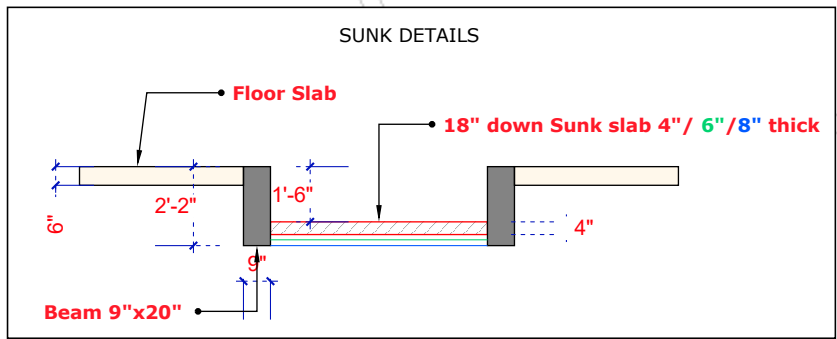 SUNK DETAILS
Floor Slab
18" down Sunk slab 4"/ 6"/8" thick
1'-6"
2'-2"
6"
4"
9"
Beam 9"x20"